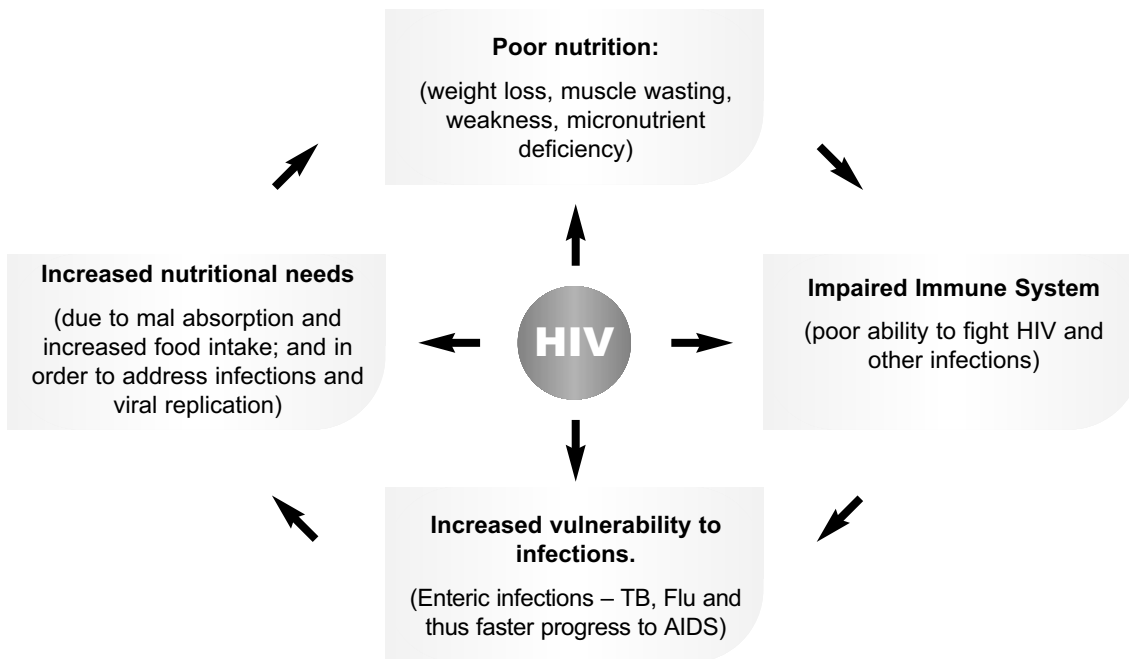 Poor nutrition:
(weight loss, muscle wasting,
weakness, micronutrient
deficiency)
Increased nutritional needs
(due to mal absorption and
increased food intake; and in
order to address infections and
viral replication)
HIV
Impaired Immune System
(poor ability to fight HIV and
other infections)
Increased vulnerability to
infections.
(Enteric infections – TB, Flu and
thus faster progress to AIDS)